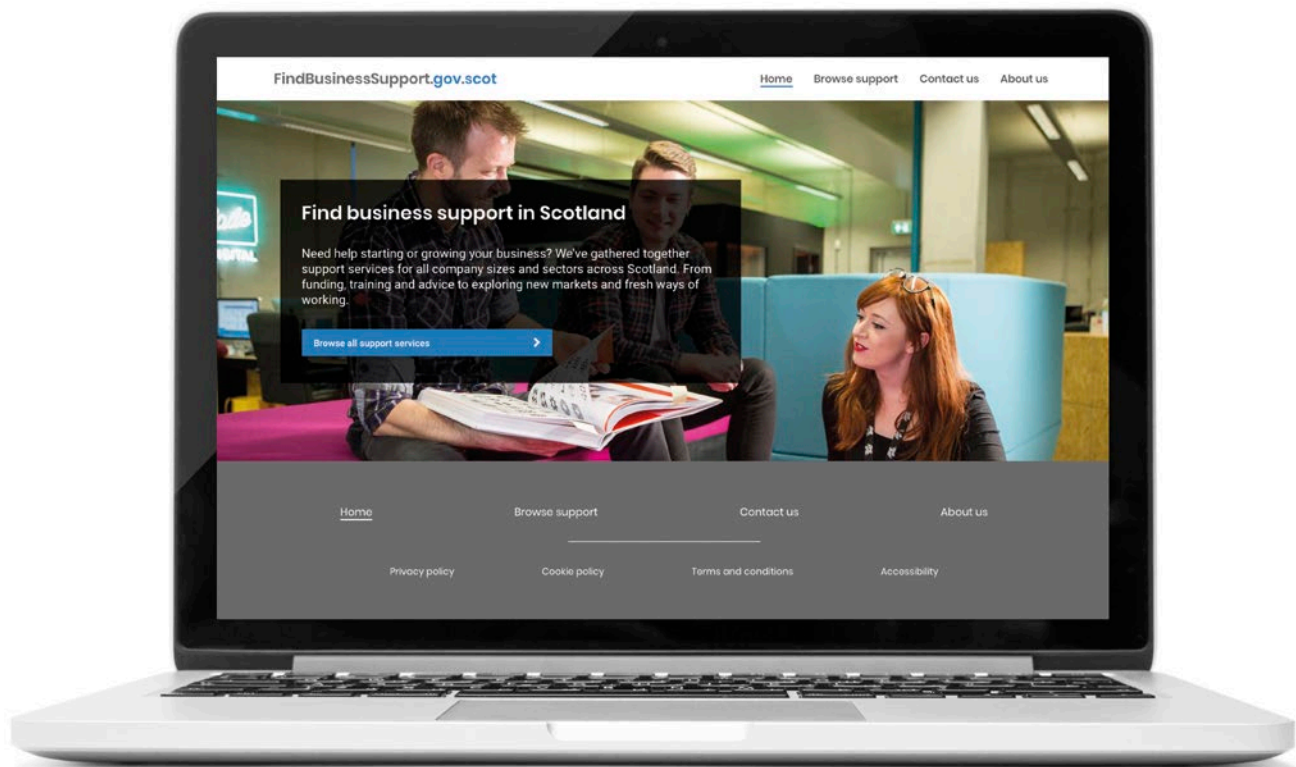 FindBusinessSupport.gov.scot
Home Browse support Contact us About us
Find business support in Scotland
Need help starting or growing your business? We've gathered together
support services for all company sizes and sectors across Scotland. From
funding, training and advice to exploring new markets and fresh ways of
working.
Browse all support services
Home Browse support Contact us About us
Privacy policy Cookie policy Terms and conditions Accessibility